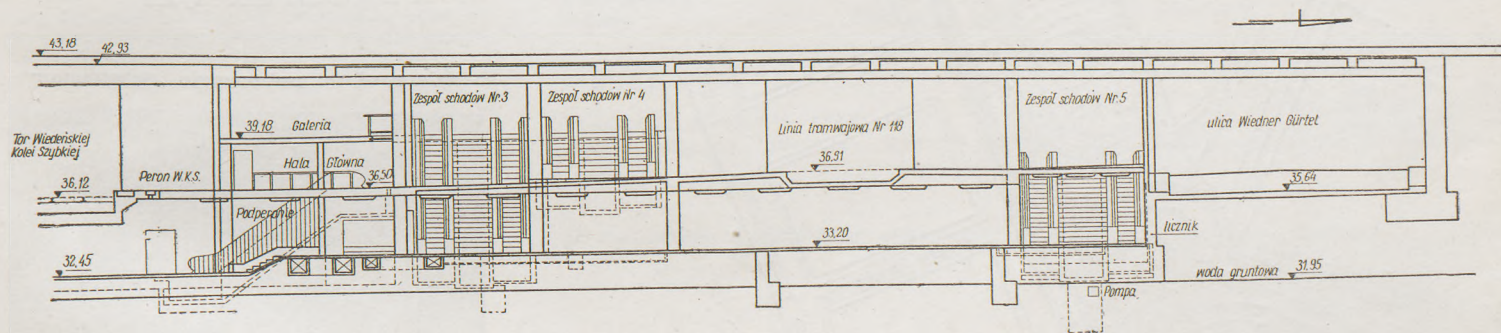 43,18
42,93
Zespół schodów Nr.3
Zespół schodów Nr 4
Zespół schodów Nr.5
39,18
Galeria
Linia tramwajowa Nr 118
ulica Wiedner Gürtel
Tor Wiedeńskiej
Kolei Szybkiej
Peron W.K.S.
Hala Główna
36,12
36,50
36,91
35,64
Podperonie
licznik
33,20
32,45
woda gruntowa 31.95
Pompa